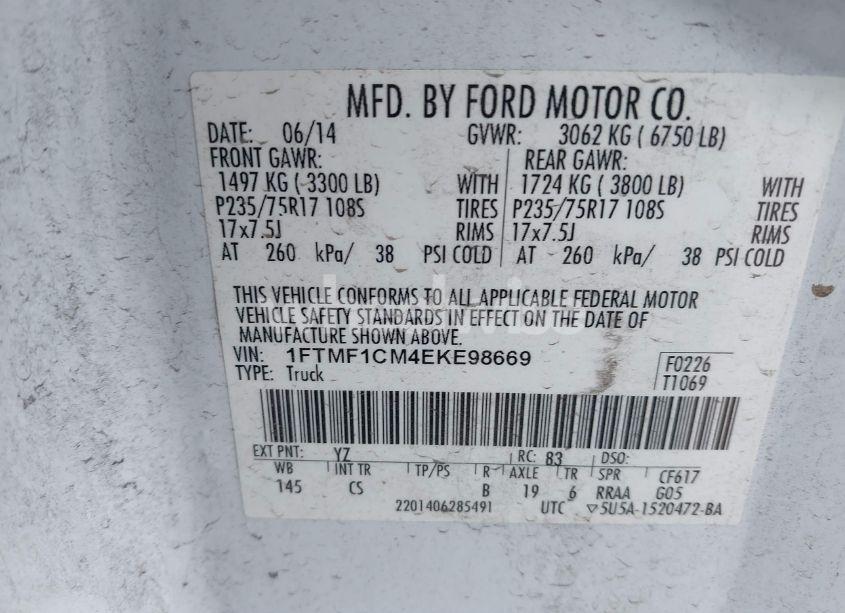 MFD. BY FORD MOTOR CO.
DATE: 06/14 GVWR: 3062 KG ( 6750 LB)
FRONT GAWR: REAR GAWR:
1497 KG ( 3300 LB) WITH 1724 KG ( 3800 LB) WITH
P235/75R17 108S TIRES P235/75R17 108S TIRES
17x7.5J RIMS 17x7.5J RIMS
AT 260 kPa/ 38 PSI COLD AT 260 kPa/ 38 PSI COLD
THIS VEHICLE CONFORMS TO ALL APPLICABLE FEDERAL MOTOR
VEHICLE SAFETY STANDARDS IN EFFECT ON THE DATE OF
MANUFACTURE SHOWN ABOVE.
VIN: 1FTMF1CM4EKE98669
TYPE: Truck
F0226
T1069
EXT PNT: YZ RC: 83 DSO:
WB INT TR TP/PS R AXLE TR SPR CF617
145 CS B 19 6 RRAA G05
2201406285491 UTC ▽5U5A-1520472-BA